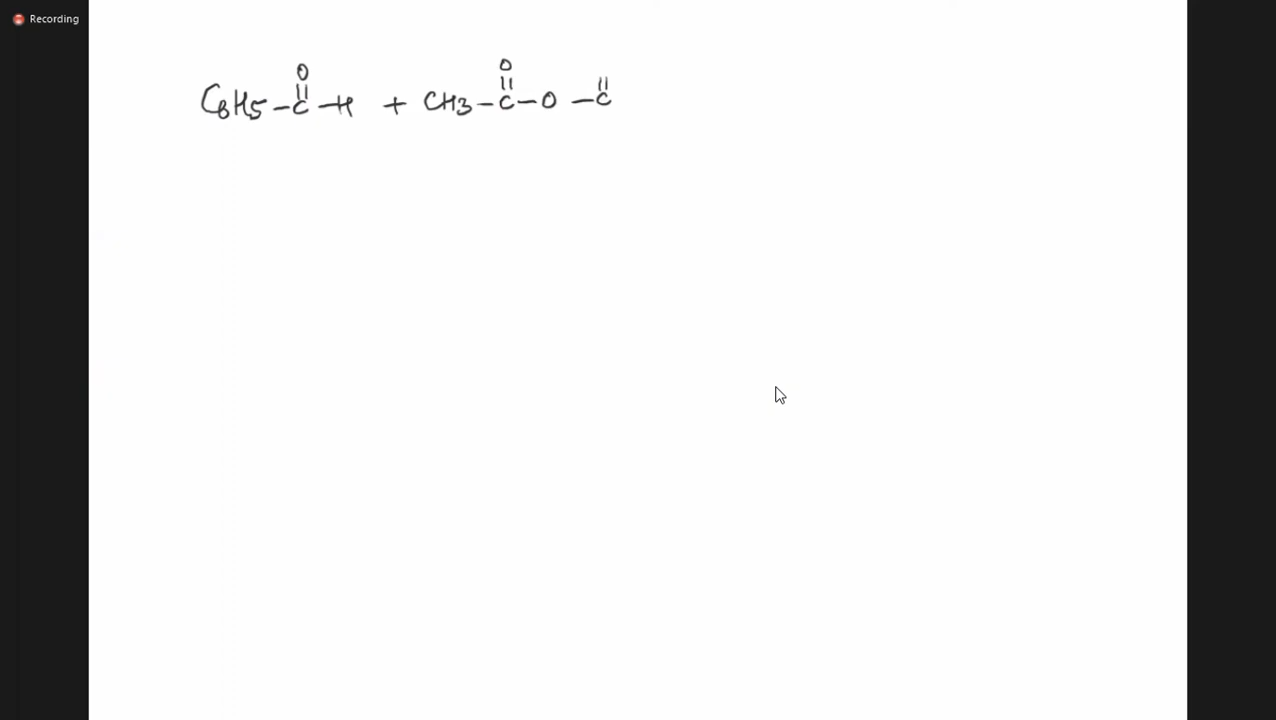 Recording
O O
|| || ||
C6H5-C-H + CH3-C-O-C